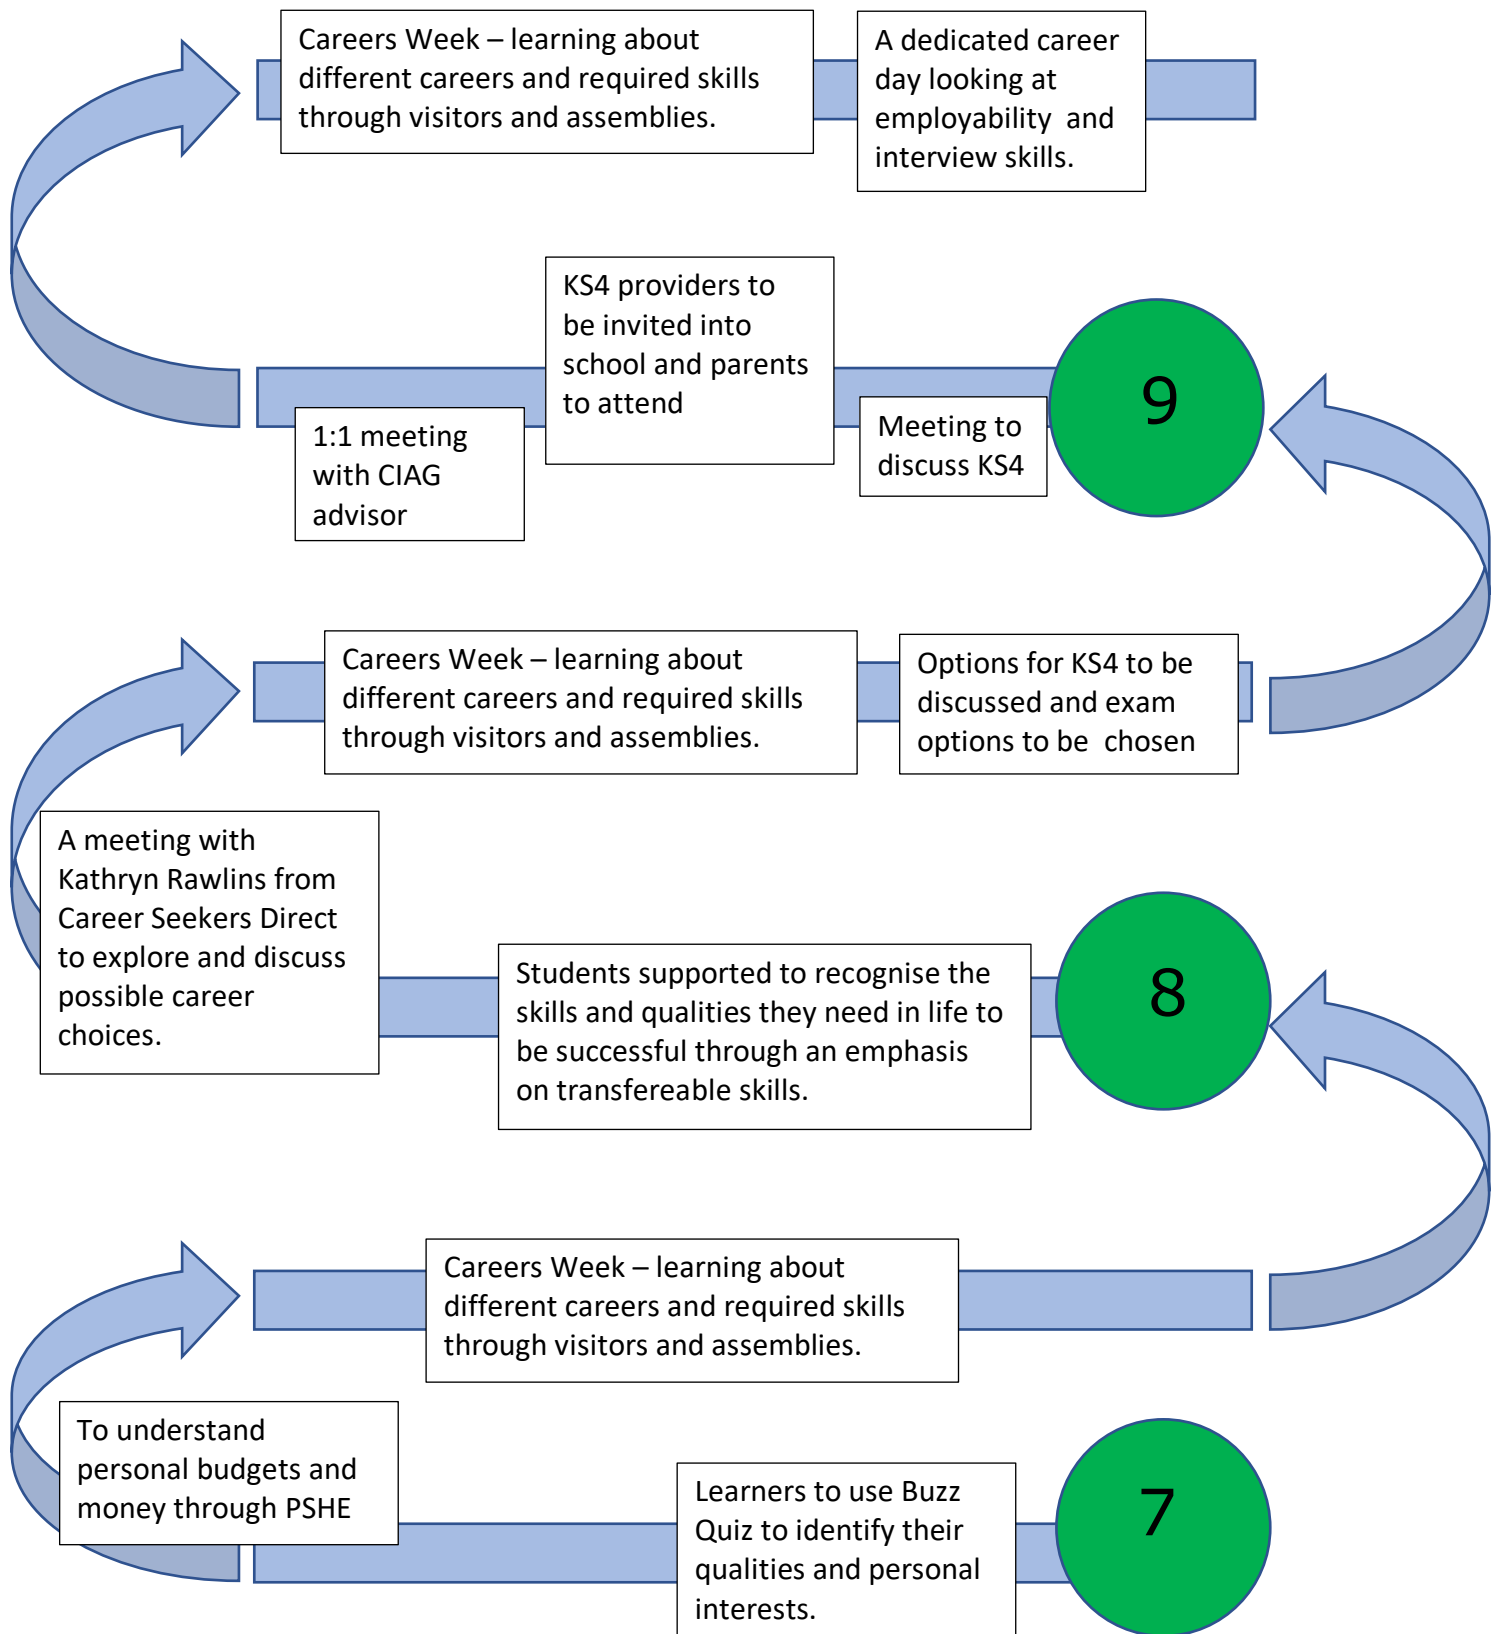 Careers Week – learning about
different careers and required skills
through visitors and assemblies.
A dedicated career
day looking at
employability  and
interview skills.
KS4 providers to
be invited into
school and parents
to attend
9
1:1 meeting
with CIAG
advisor
Meeting to
discuss KS4
Careers Week – learning about
different careers and required skills
through visitors and assemblies.
Options for KS4 to be
discussed and exam
options to be  chosen
A meeting with
Kathryn Rawlins from
Career Seekers Direct
to explore and discuss
possible career
choices.
Students supported to recognise the
skills and qualities they need in life to
be successful through an emphasis
on transfereable skills.
8
Careers Week – learning about
different careers and required skills
through visitors and assemblies.
To understand
personal budgets and
money through PSHE
Learners to use Buzz
Quiz to identify their
qualities and personal
interests.
7